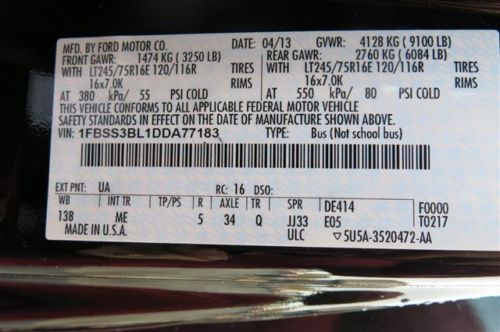 MFD. BY FORD MOTOR CO. DATE: 04/13 GVWR: 4128 KG ( 9100 LB)
FRONT GAWR: 1474 KG ( 3250 LB) REAR GAWR: 2760 KG ( 6084 LB)
WITH LT245/75R16E 120/116R TIRES WITH LT245/75R16E 120/116R TIRES
16x7.0K RIMS 16x7.0K RIMS
AT 380 kPa/ 55 PSI COLD AT 550 kPa/ 80 PSI COLD
THIS VEHICLE CONFORMS TO ALL APPLICABLE FEDERAL MOTOR VEHICLE
SAFETY STANDARDS IN EFFECT ON THE DATE OF MANUFACTURE SHOWN ABOVE.
VIN: 1FBSS3BL1DDA77183 TYPE: Bus (Not school bus)
EXT PNT: UA RC: 16 DSO:
WB INT TR TP/PS R AXLE TR SPR DE414 F0000
138 ME 5 34 Q JJ33 E05 T0217
ULC ▽5U5A-3520472-AA